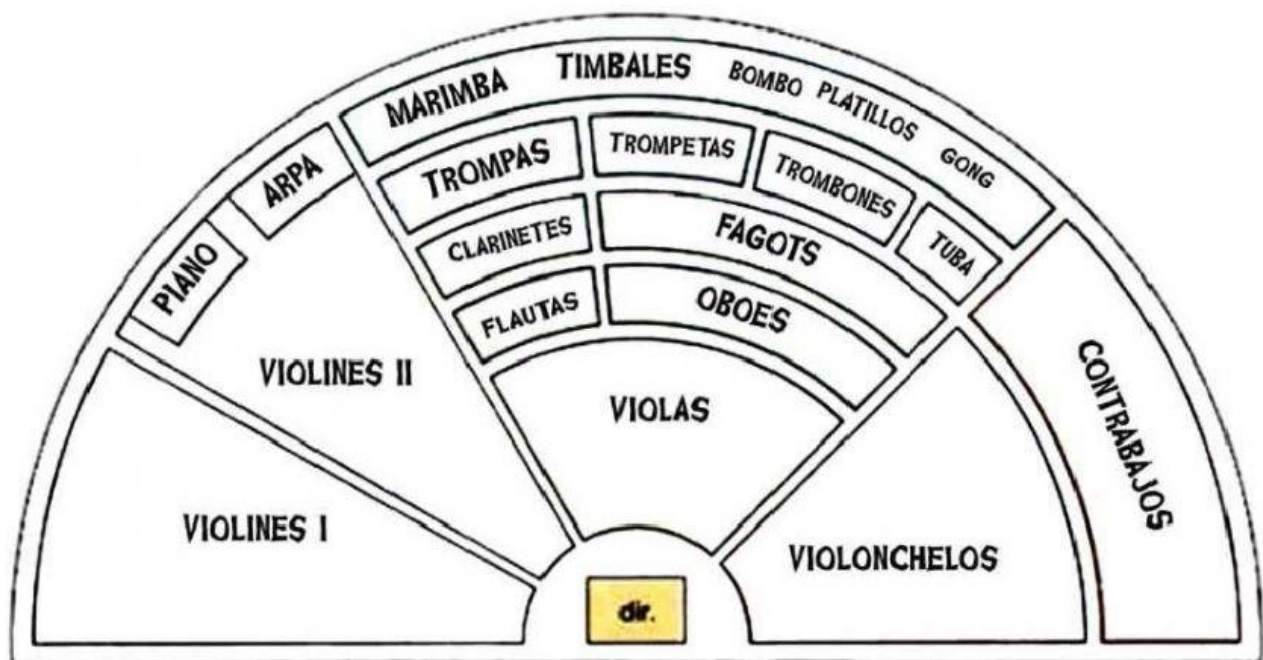 MARIMBA TIMBALES BOMBO PLATILLOS GONG
PIANO
ARPA
TROMPAS
TROMPETAS
TROMBONES
TUBA
CLARINETES
FAGOTS
FLAUTAS
OBOES
VIOLINES I
VIOLINES II
VIOLAS
VIOLONCHELOS
CONTRABAJOS
dir.